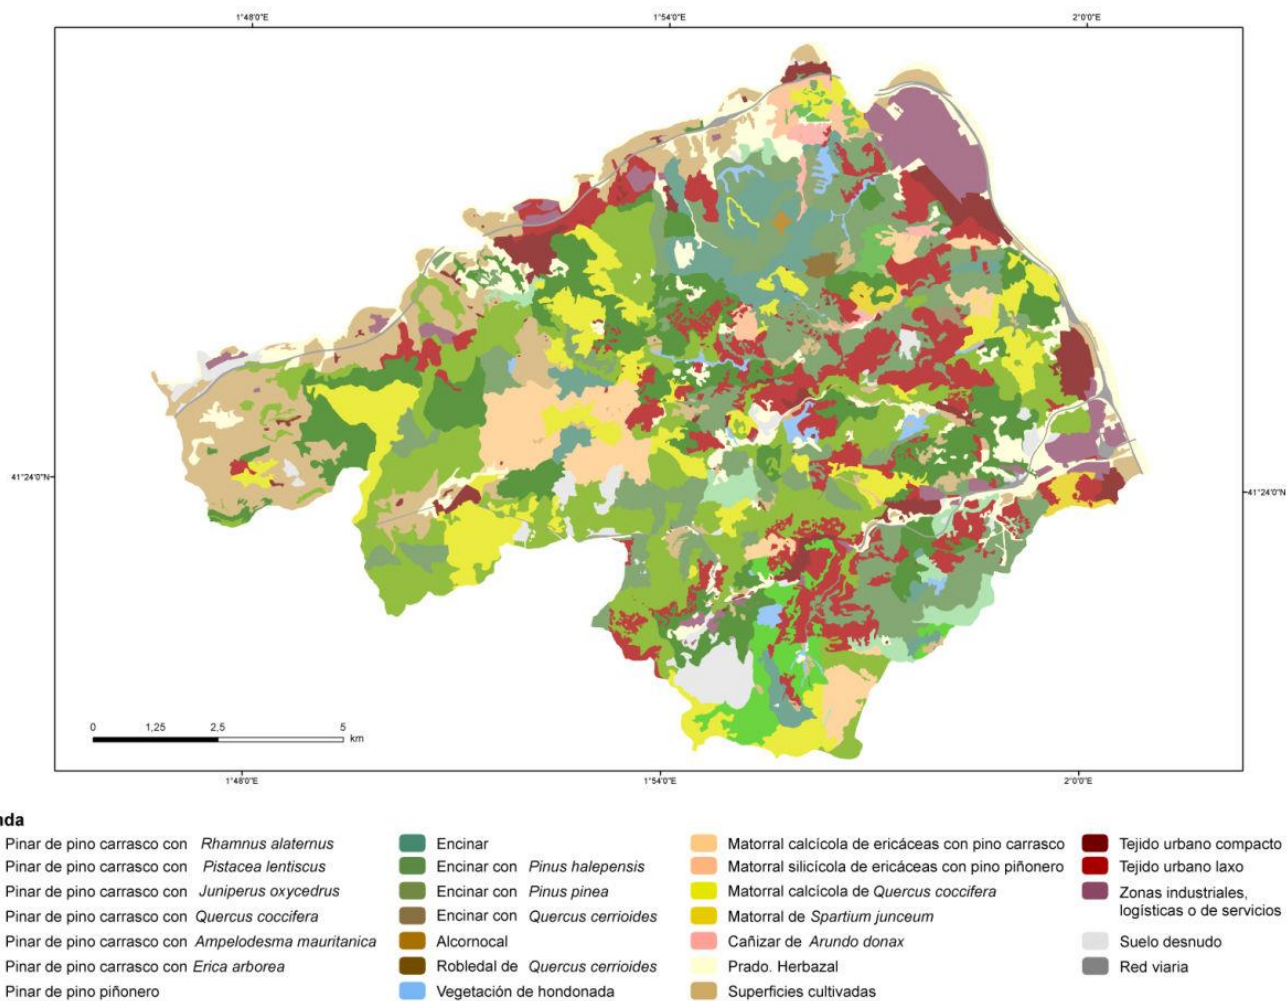 1°48'0"E 1°54'0"E 2°0'0"E
41°24'0"N
41°24'0"N
0 1,25 2,5 5
km
1°48'0"E 1°54'0"E 2°0'0"E
nda
Pinar de pino carrasco con Rhamnus alaternus
Pinar de pino carrasco con Pistacea lentiscus
Pinar de pino carrasco con Juniperus oxycedrus
Pinar de pino carrasco con Quercus coccifera
Pinar de pino carrasco con Ampelodesma mauritanica
Pinar de pino carrasco con Erica arborea
Pinar de pino piñonero
Encinar
Encinar con Pinus halepensis
Encinar con Pinus pinea
Encinar con Quercus cerrioides
Alcornocal
Robledal de Quercus cerrioides
Vegetación de hondonada
Matorral calcícola de ericáceas con pino carrasco
Matorral silicícola de ericáceas con pino piñonero
Matorral calcícola de Quercus coccifera
Matorral de Spartium junceum
Cañizar de Arundo donax
Prado. Herbazal
Superficies cultivadas
Tejido urbano compacto
Tejido urbano laxo
Zonas industriales,
logísticas o de servicios
Suelo desnudo
Red viaria